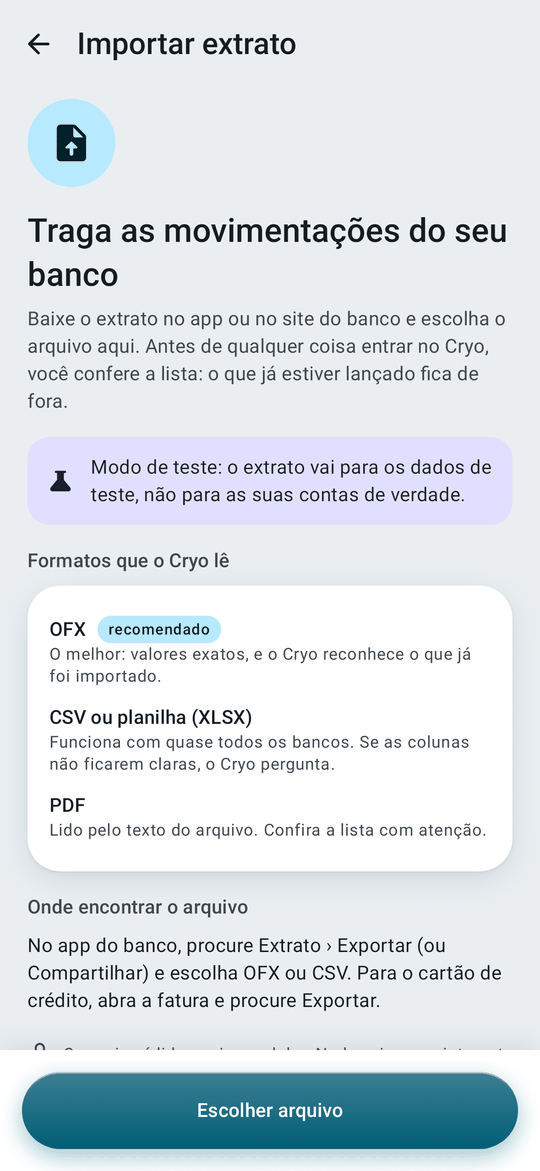 Importar extrato
Traga as movimentações do seu
banco
Baixe o extrato no app ou no site do banco e escolha o
arquivo aqui. Antes de qualquer coisa entrar no Cryo,
você confere a lista: o que já estiver lançado fica de
fora.
Modo de teste: o extrato vai para os dados de
teste, não para as suas contas de verdade.
Formatos que o Cryo lê
OFX recomendado
O melhor: valores exatos, e o Cryo reconhece o que já
foi importado.
CSV ou planilha (XLSX)
Funciona com quase todos os bancos. Se as colunas
não ficarem claras, o Cryo pergunta.
PDF
Lido pelo texto do arquivo. Confira a lista com atenção.
Onde encontrar o arquivo
No app do banco, procure Extrato › Exportar (ou
Compartilhar) e escolha OFX ou CSV. Para o cartão de
crédito, abra a fatura e procure Exportar.
Escolher arquivo